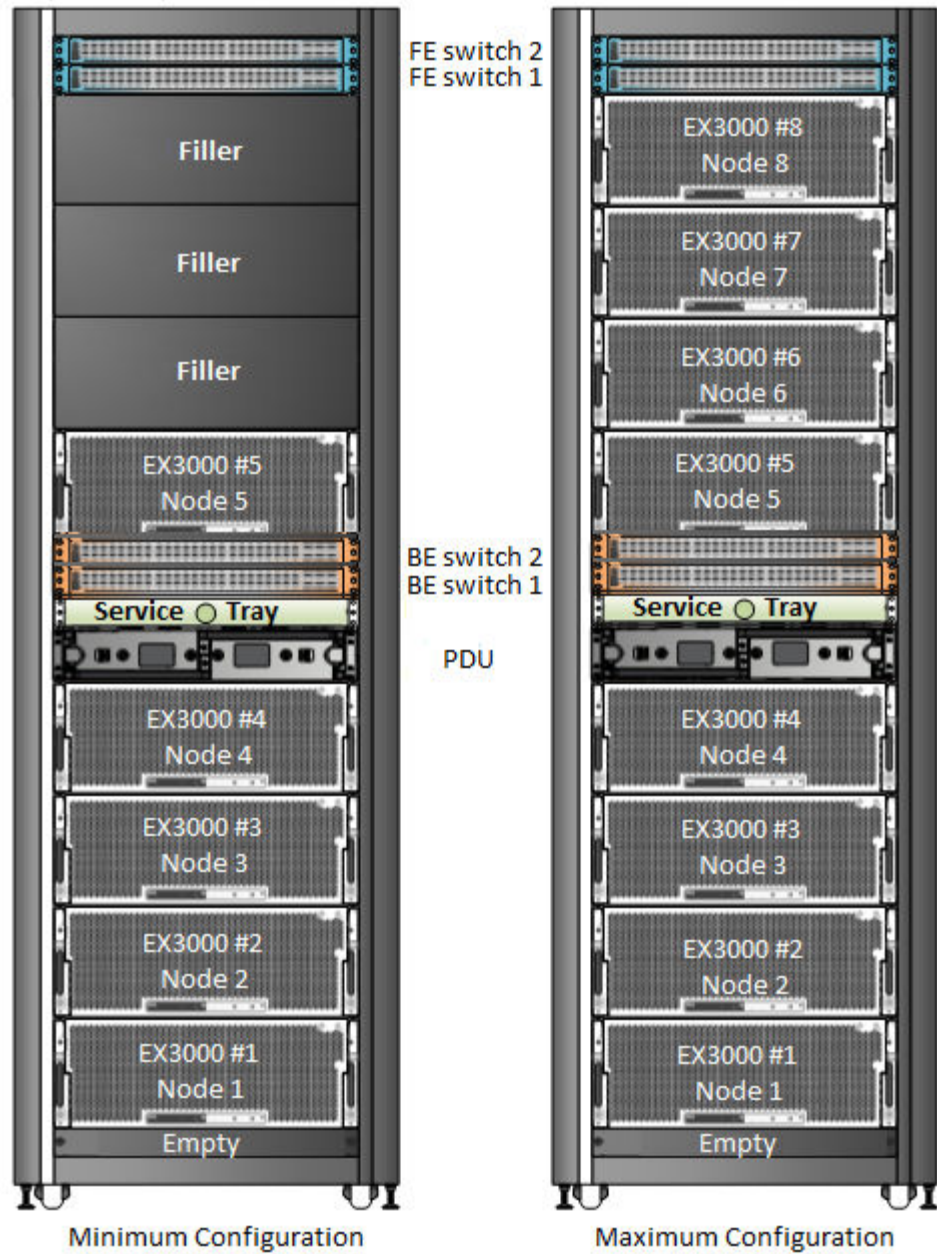 FE switch 2
FE switch 1
Filler
Filler
Filler
EX3000 #5
Node 5
BE switch 2
BE switch 1
Service Tray
PDU
EX3000 #4
Node 4
EX3000 #3
Node 3
EX3000 #2
Node 2
EX3000 #1
Node 1
Empty
Minimum Configuration
EX3000 #8
Node 8
EX3000 #7
Node 7
EX3000 #6
Node 6
EX3000 #5
Node 5
Service Tray
EX3000 #4
Node 4
EX3000 #3
Node 3
EX3000 #2
Node 2
EX3000 #1
Node 1
Empty
Maximum Configuration